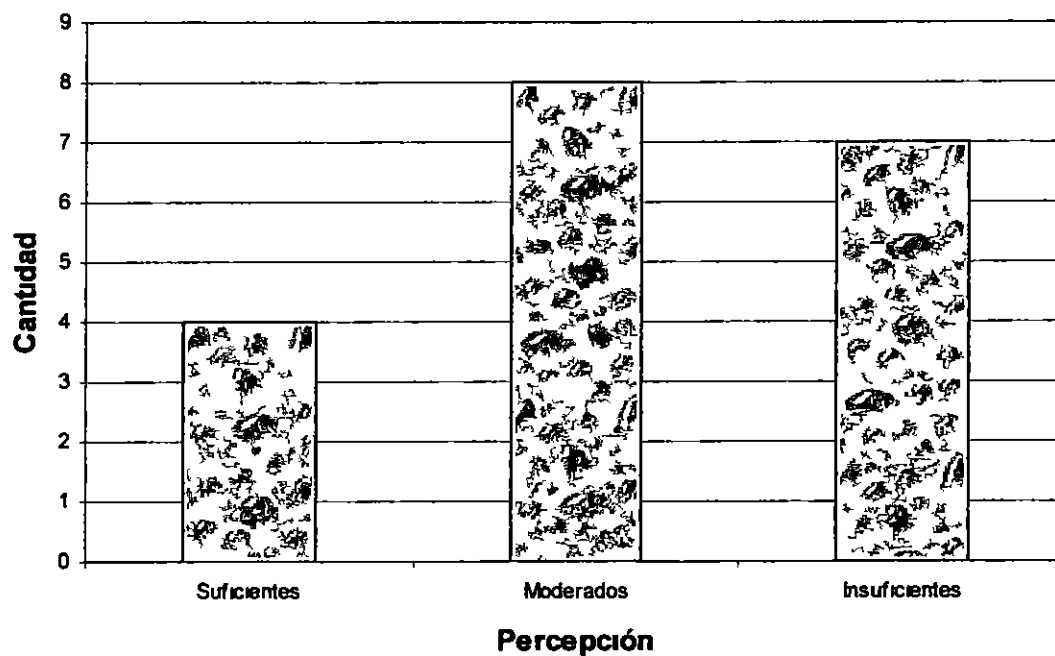 9
8
7
6
5
4
3
2
1
0
Cantidad
Suficientes
Moderados
Insuficientes
Percepción